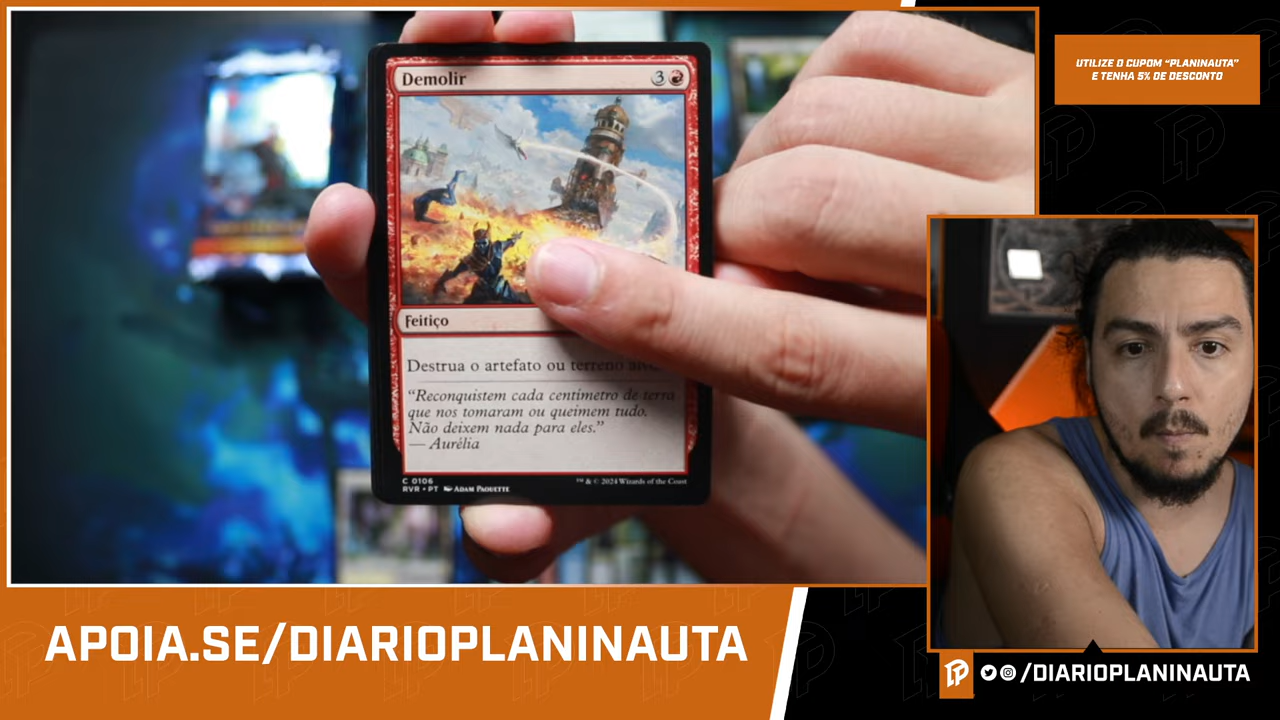 Demolir
3
Feitiço
Destrua o artefato ou terreno alvo.
“Reconquistem cada centímetro de terra
que nos tomaram ou queimem tudo.
Não deixem nada para eles.”
— Aurélia
C 0106
RVR • PT ADAM PAQUETTE
™ & © 2024 Wizards of the Coast
UTILIZE O CUPOM “PLANINAUTA”
E TENHA 5% DE DESCONTO
APOIA.SE/DIARIOPLANINAUTA
/DIARIOPLANINAUTA